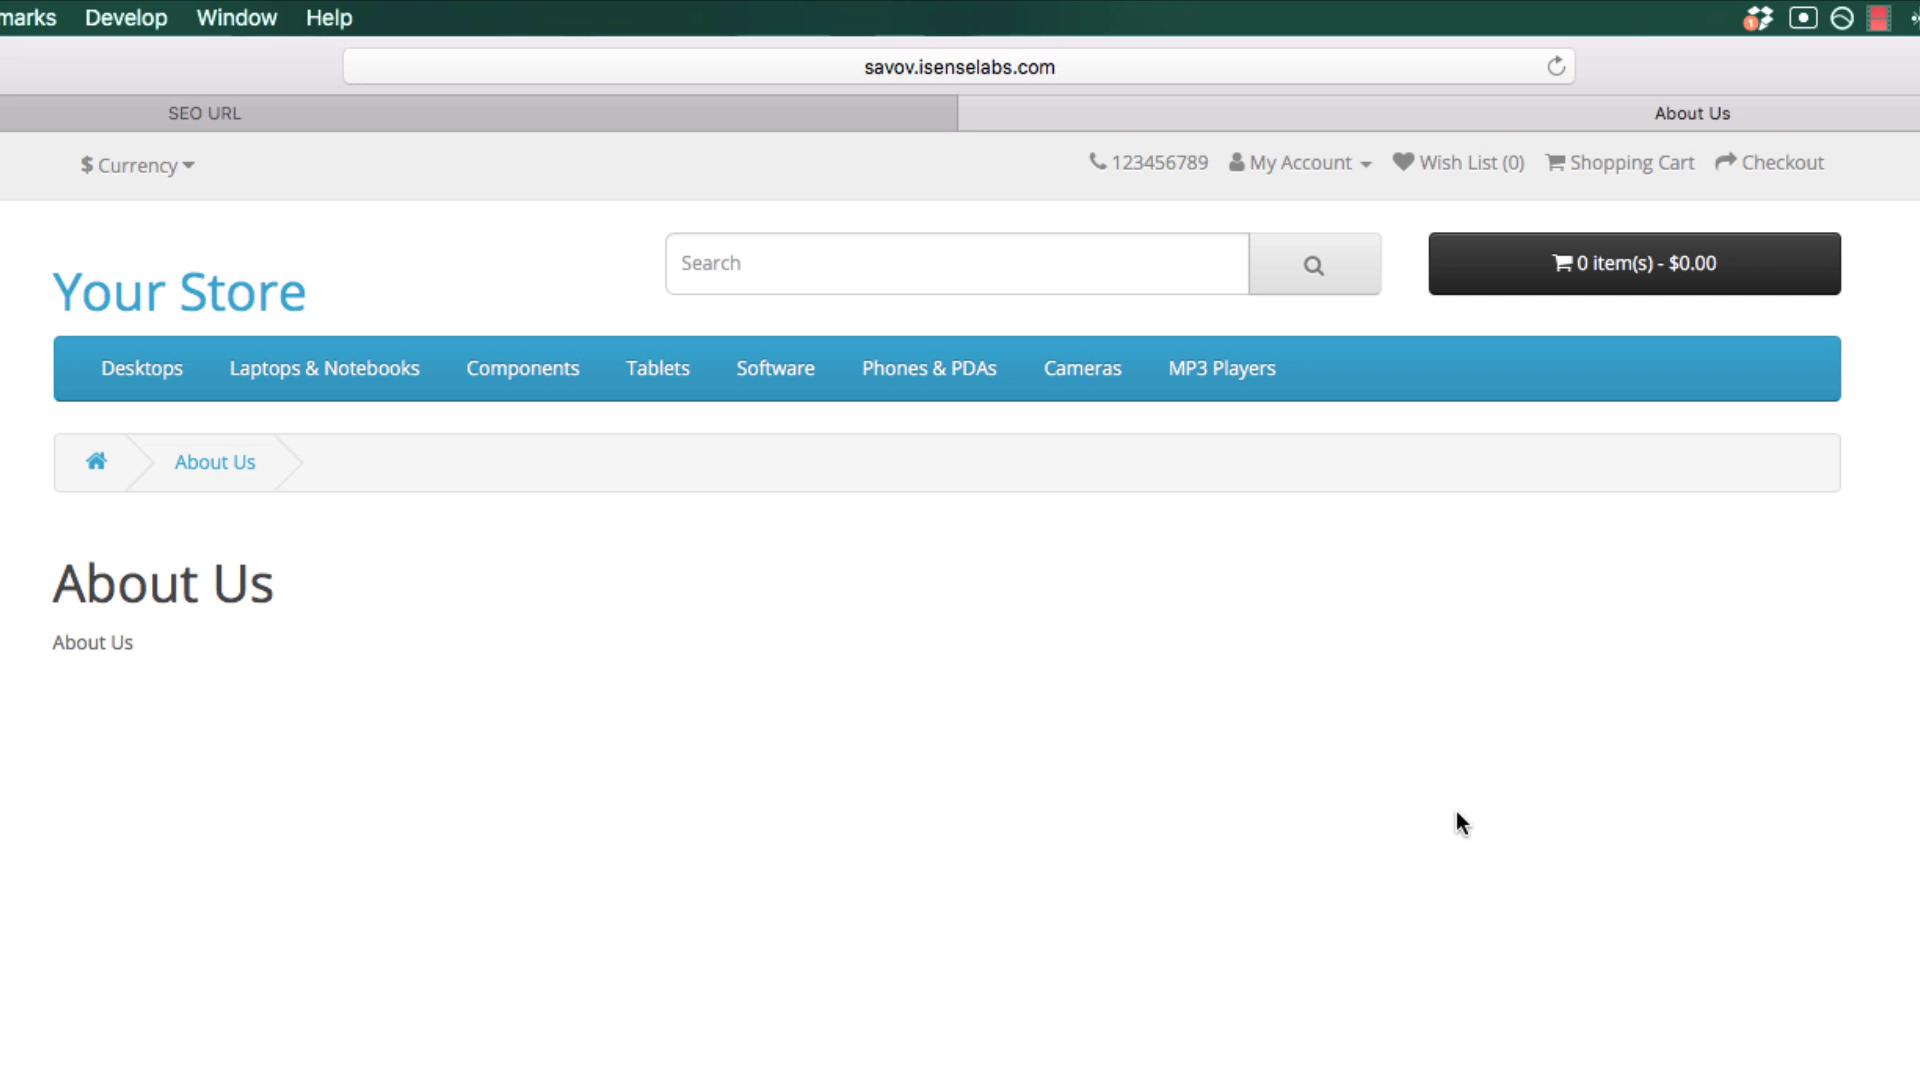 marks Develop Window Help
savov.isenselabs.com
SEO URL About Us
$ Currency 123456789 My Account Wish List (0) Shopping Cart Checkout
Your Store Search 0 item(s) - $0.00
Desktops Laptops & Notebooks Components Tablets Software Phones & PDAs Cameras MP3 Players
About Us
About Us
About Us